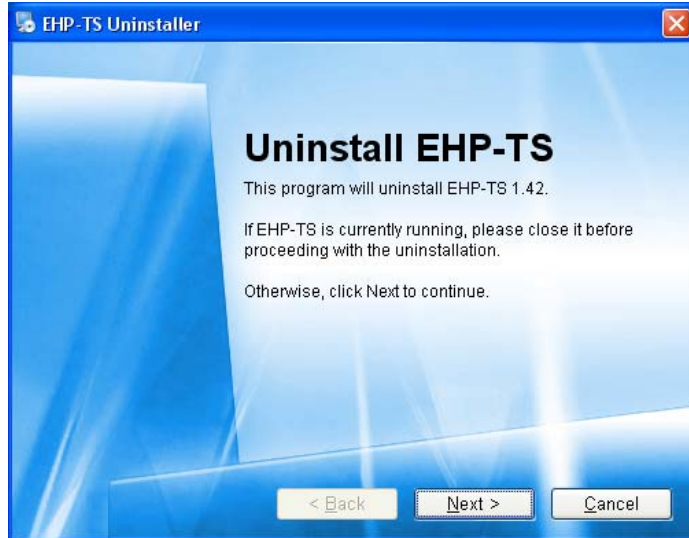 EHP-TS Uninstaller
Uninstall EHP-TS
This program will uninstall EHP-TS 1.42.
If EHP-TS is currently running, please close it before
proceeding with the uninstallation.
Otherwise, click Next to continue.
< Back Next > Cancel